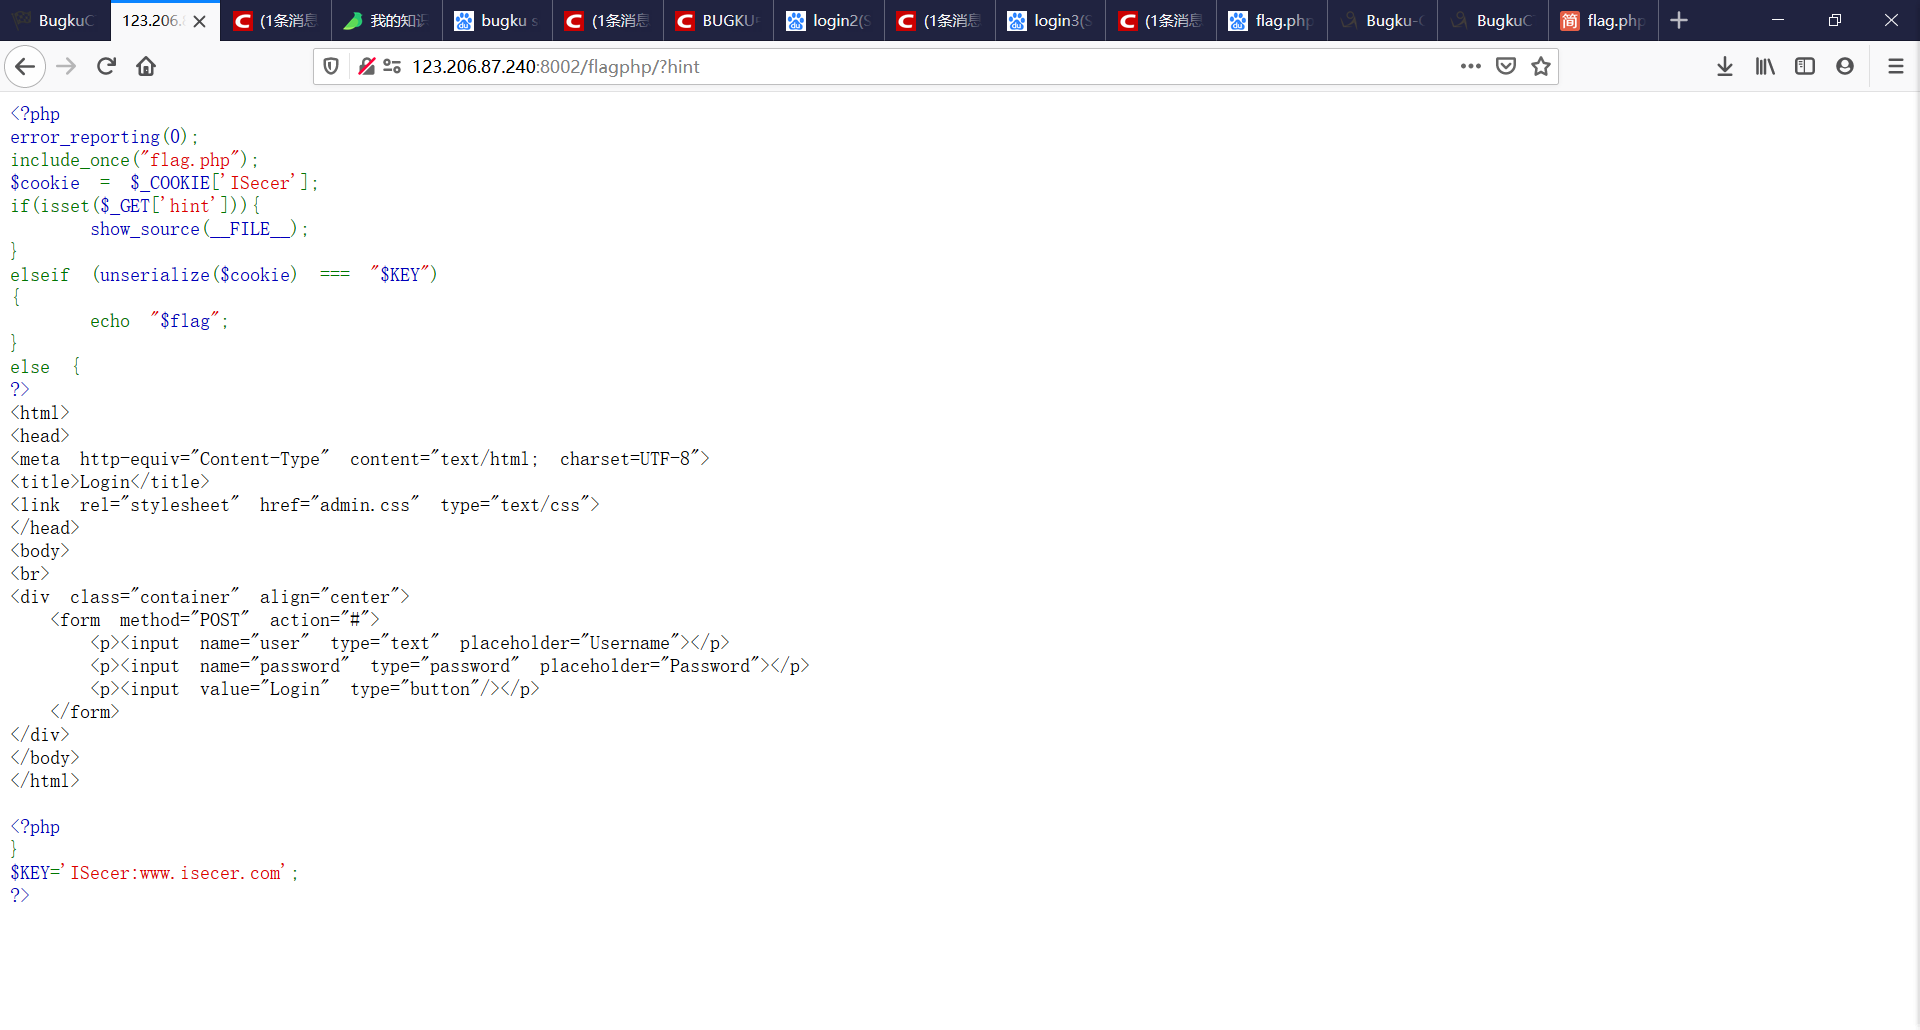 BugkuC
123.206.8
(1条消息
我的知识
bugku s
(1条消息
BUGKU
login2(S
(1条消息
login3(S
(1条消息
flag.php
Bugku-C
BugkuC
简 flag.php
123.206.87.240:8002/flagphp/?hint
<?php
error_reporting(0);
include_once("flag.php");
$cookie = $_COOKIE['ISecer'];
if(isset($_GET['hint'])){
show_source(__FILE__);
}
elseif (unserialize($cookie) === "$KEY")
{
echo "$flag";
}
else {
?>
<html>
<head>
<meta http-equiv="Content-Type" content="text/html; charset=UTF-8">
<title>Login</title>
<link rel="stylesheet" href="admin.css" type="text/css">
</head>
<body>
<br>
<div class="container" align="center">
<form method="POST" action="#">
<p><input name="user" type="text" placeholder="Username"></p>
<p><input name="password" type="password" placeholder="Password"></p>
<p><input value="Login" type="button"/></p>
</form>
</div>
</body>
</html>
<?php
}
$KEY='ISecer:www.isecer.com';
?>